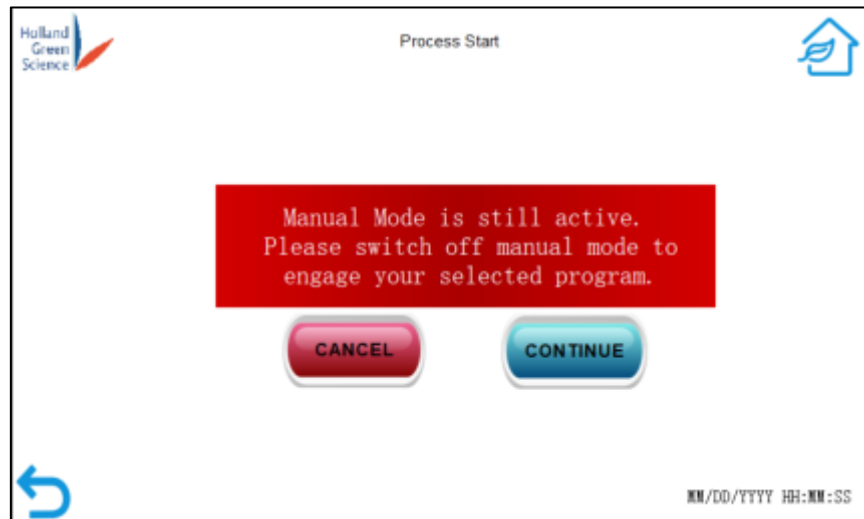 Holland
Green
Science
Process Start
Manual Mode is still active.
Please switch off manual mode to
engage your selected program.
CANCEL
CONTINUE
MM/DD/YYYY HH:MM:SS